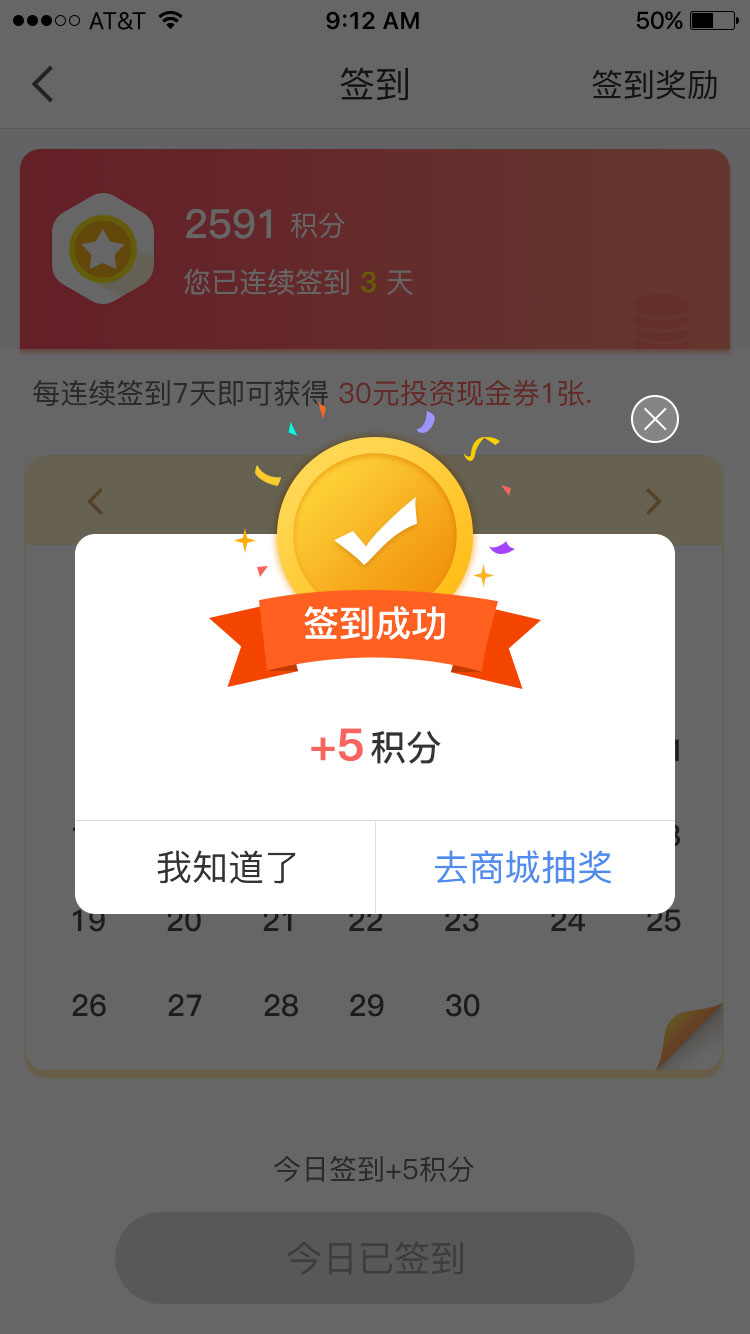 AT&T 9:12 AM 50%
签到 签到奖励
2591 积分
您已连续签到 3 天
每连续签到7天即可获得 30元投资现金券1张.
签到成功
+5 积分
我知道了 去商城抽奖
19 20 21 22 23 24 25
26 27 28 29 30
今日签到+5积分
今日已签到